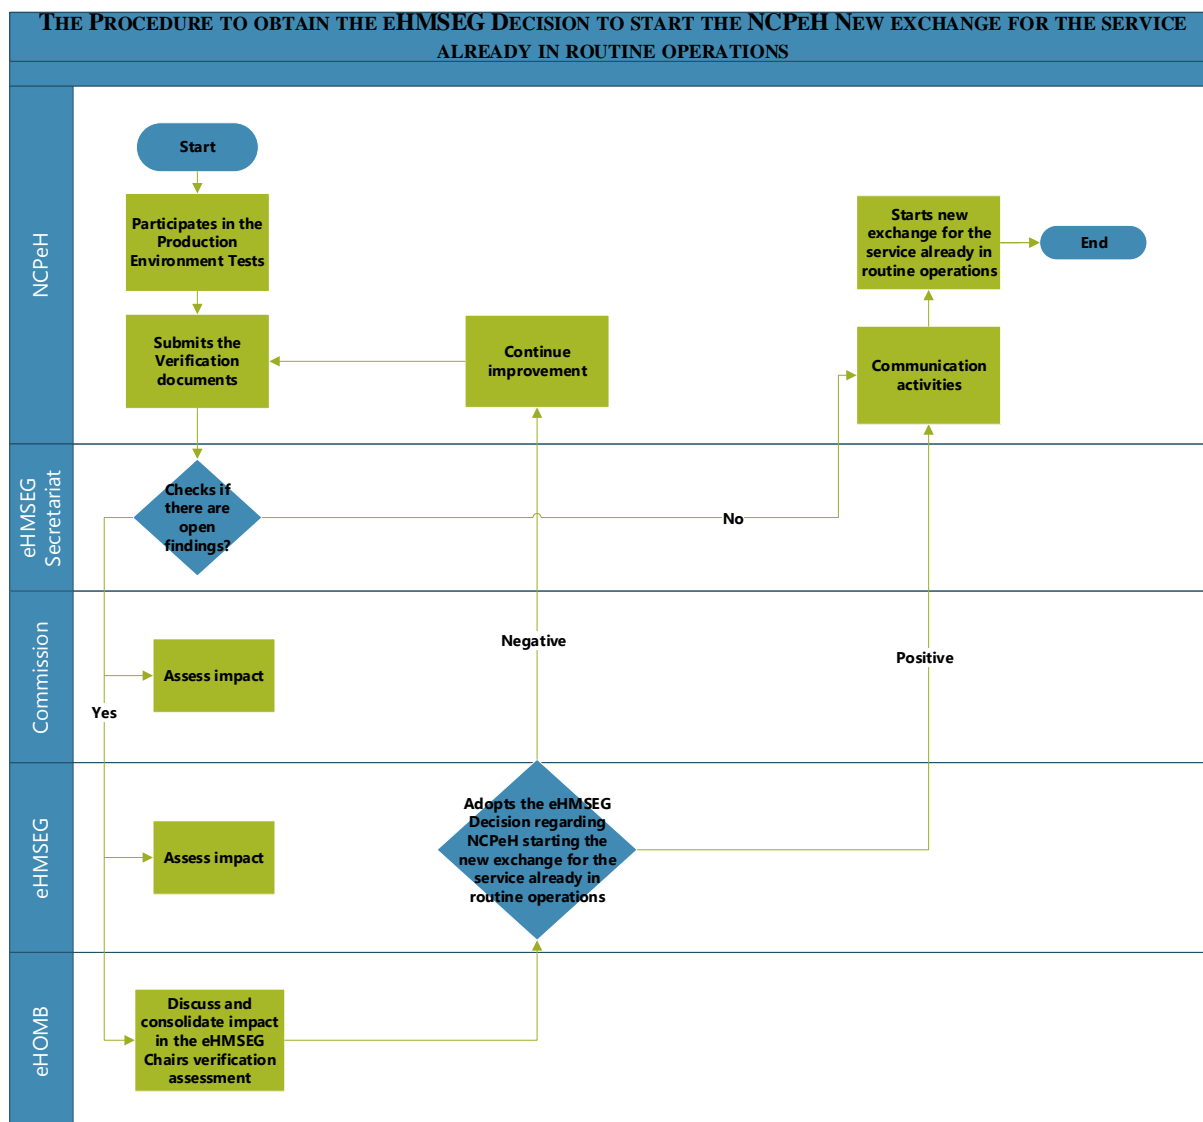 THE PROCEDURE TO OBTAIN THE EHMSEG DECISION TO START THE NCPEH NEW EXCHANGE FOR THE SERVICE
ALREADY IN ROUTINE OPERATIONS
NCPeH
Start
Participates in the
Production
Environment Tests
Submits the
Verification
documents
Continue
improvement
Starts new
exchange for the
service already in
routine operations
End
Communication
activities
eHMSEG
Secretariat
Checks if
there are
open
findings?
No
Commission
Assess impact
Yes
Negative
Positive
eHMSEG
Assess impact
Adopts the eHMSEG
Decision regarding
NCPeH starting the
new exchange for the
service already in
routine operations
eHOMB
Discuss and
consolidate impact
in the eHMSEG
Chairs verification
assessment